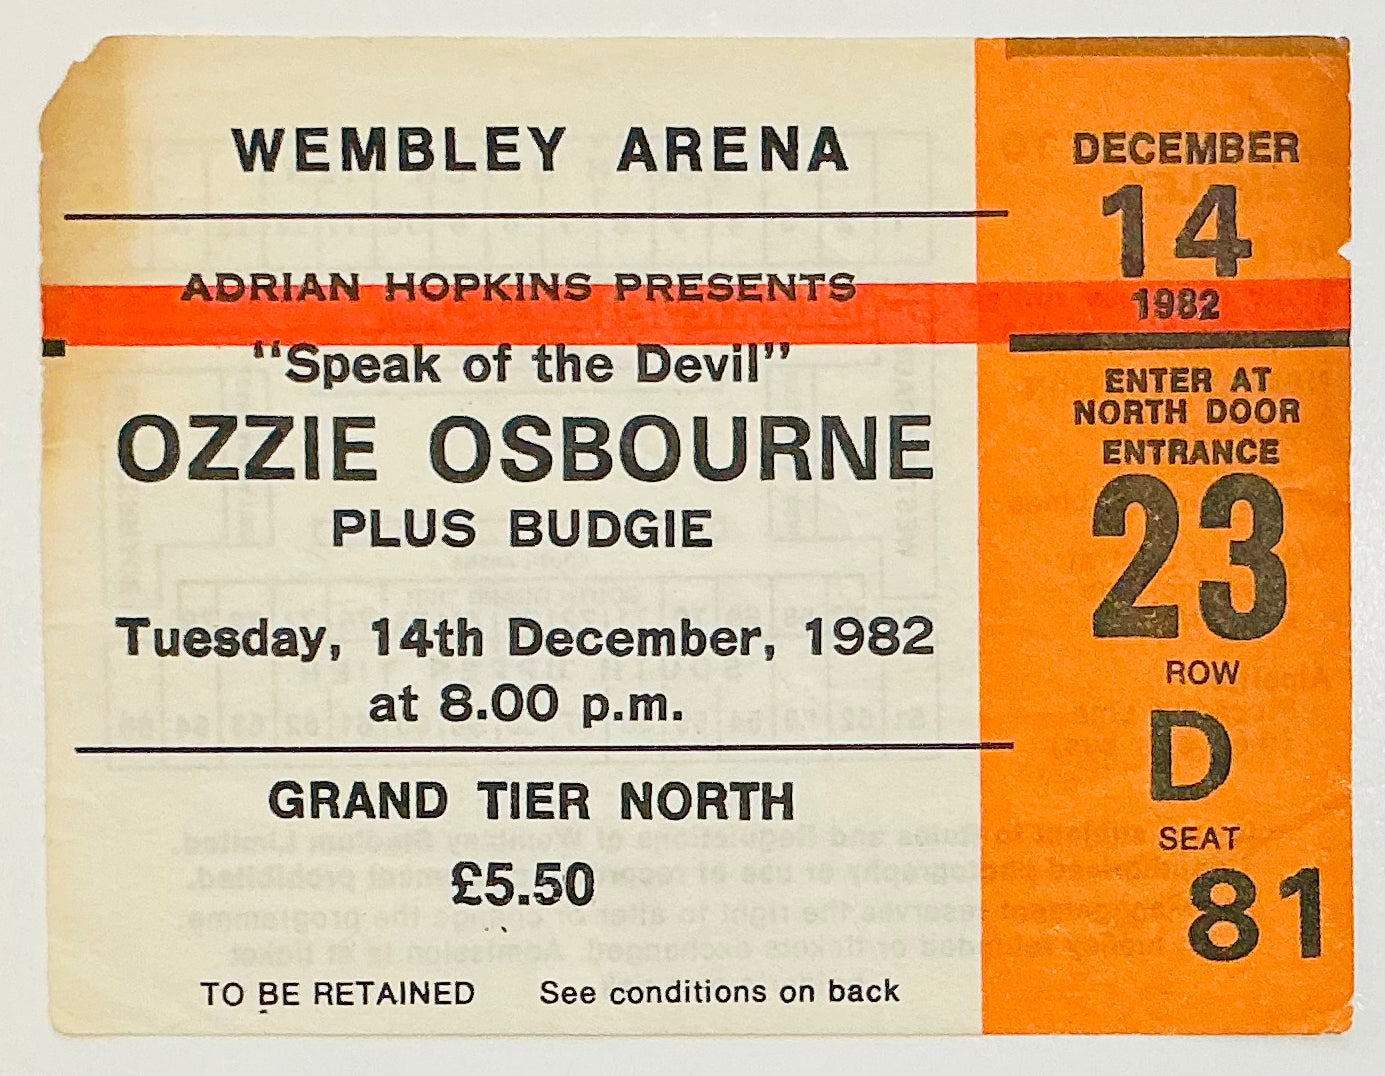 WEMBLEY ARENA
ADRIAN HOPKINS PRESENTS
"Speak of the Devil"
OZZIE OSBOURNE
PLUS BUDGIE
Tuesday, 14th December, 1982
at 8.00 p.m.
GRAND TIER NORTH
£5.50
TO BE RETAINED See conditions on back
DECEMBER
14
1982
ENTER AT
NORTH DOOR
ENTRANCE
23
ROW
D
SEAT
81